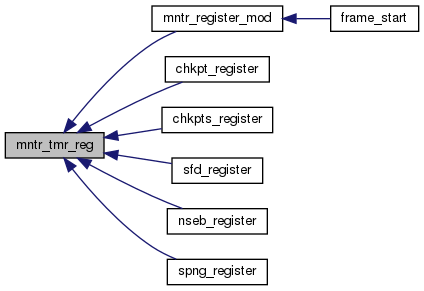 mntr_register_mod
frame_start
chkpt_register
chkpts_register
mntr_tmr_reg
sfd_register
nseb_register
spng_register